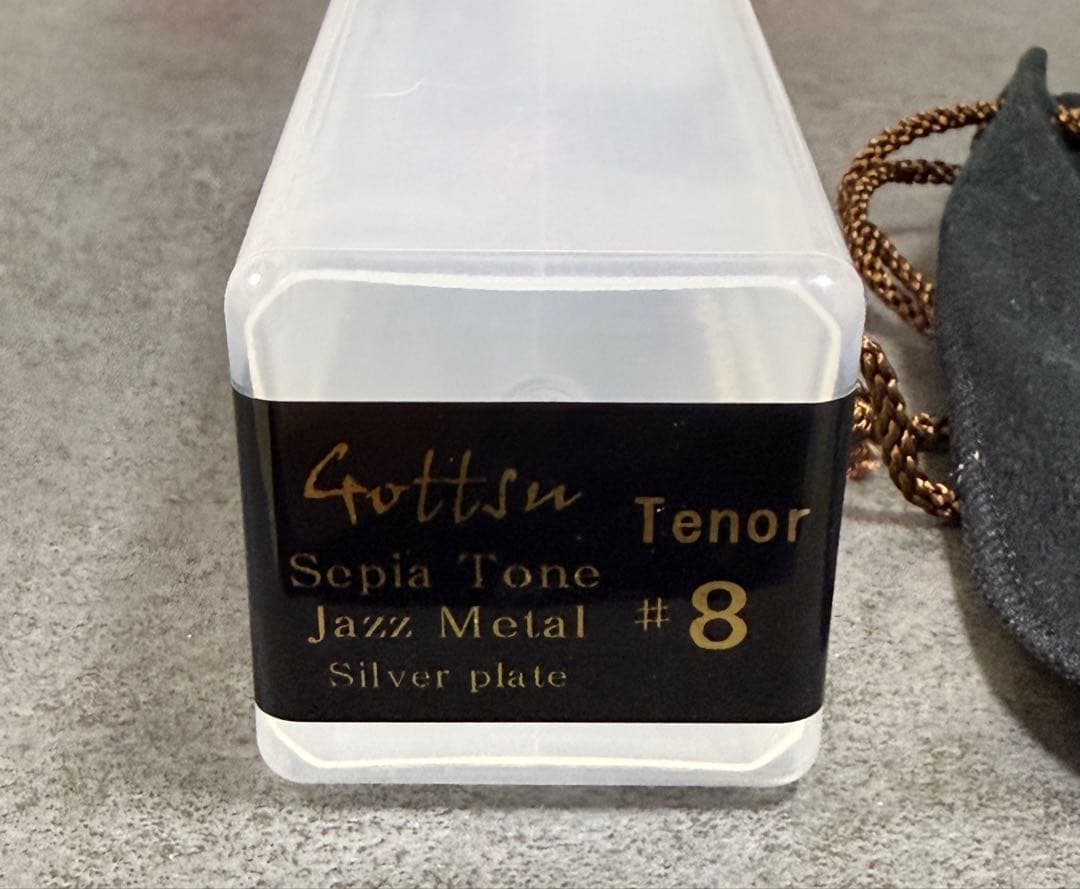 Gottsu
Sepia Tone
Jazz Metal
Silver plate
Tenor
#8